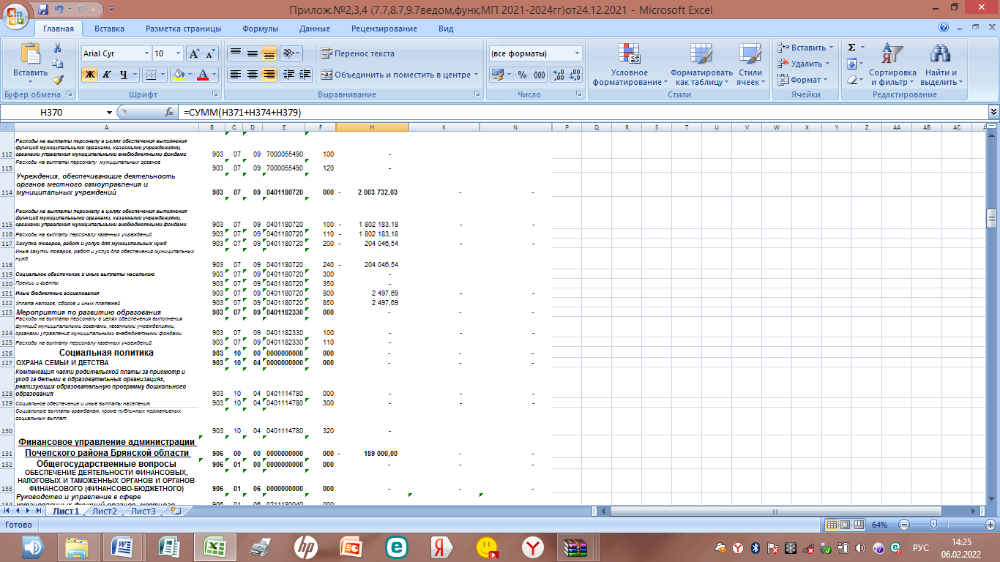 Прилож.№2,3,4 (7.7,8.7,9.7ведом,функ,МП 2021-2024гг)от24.12.2021 - Microsoft Excel
Главная Вставка Разметка страницы Формулы Данные Рецензирование Вид
Вставить Arial Cyr 10 Перенос текста (все форматы) Условное форматирование Форматировать как таблицу Стили ячеек Вставить Удалить Формат Сортировка и фильтр Найти и выделить
Ж К Ч Объединить и поместить в центре % 000
Буфер обмена Шрифт Выравнивание Число Стили Ячейки Редактирование
H370 fx =СУММ(H371+H374+H379)
A B C D E F H K N P Q R S T U V W X Y Z AA AB AC
Расходы на выплаты персоналу в целях обеспечения выполнения
функций муниципальными органами, казенными учреждениями,
112 органами управления муниципальными внебюджетными фондами 903 07 09 7000055490 100 -
113 Расходы на выплаты персоналу муниципальных органов 903 07 09 7000055490 120 -
Учреждения, обеспечивающие деятельность
органов местного самоуправления и
114 муниципальных учреждений 903 07 09 0401180720 000 - 2 003 732,03 - -
Расходы на выплаты персоналу в целях обеспечения выполнения
функций муниципальными органами, казенными учреждениями,
115 органами управления муниципальными внебюджетными фондами 903 07 09 0401180720 100 - 1 802 183,18 - -
116 Расходы на выплату персоналу казенных учреждений 903 07 09 0401180720 110 - 1 802 183,18 - -
117 Закупка товаров, работ и услуг для муниципальных нужд 903 07 09 0401180720 200 - 204 046,54 - -
Иные закупки товаров, работ и услуг для обеспечения муниципальных
118 нужд 903 07 09 0401180720 240 - 204 046,54 - -
119 Социальное обеспечение и иные выплаты населению 903 07 09 0401180720 300 -
120 Премии и гранты 903 07 09 0401180720 350 -
121 Иные бюджетные ассигнования 903 07 09 0401180720 800 2 497,69 - -
122 Уплата налогов, сборов и иных платежей 903 07 09 0401180720 850 2 497,69 - -
123 Мероприятия по развитию образования 903 07 09 0401182330 000 - - -
Расходы на выплаты персоналу в целях обеспечения выполнения
функций муниципальными органами, казенными учреждениями,
124 органами управления муниципальными внебюджетными фондами 903 07 09 0401182330 100 - - -
125 Расходы на выплату персоналу казенных учреждений 903 07 09 0401182330 110 - - -
126 Социальная политика 903 10 00 0000000000 000 - - -
127 ОХРАНА СЕМЬИ И ДЕТСТВА 903 10 04 0000000000 000 - - -
Компенсация части родительской платы за присмотр и
уход за детьми в образовательных организациях,
реализующих образовательную программу дошкольного
128 образования 903 10 04 0401114780 000 - - -
129 Социальное обеспечение и иные выплаты населению 903 10 04 0401114780 300 - - -
Социальные выплаты гражданам, кроме публичных нормативных
130 социальных выплат 903 10 04 0401114780 320 -
Финансовое управление администрации
131 Почепского района Брянской области 906 00 00 0000000000 000 - 189 000,00 - -
132 Общегосударственные вопросы 906 01 00 0000000000 000 - - -
ОБЕСПЕЧЕНИЕ ДЕЯТЕЛЬНОСТИ ФИНАНСОВЫХ,
НАЛОГОВЫХ И ТАМОЖЕННЫХ ОРГАНОВ И ОРГАНОВ
133 ФИНАНСОВОГО (ФИНАНСОВО-БЮДЖЕТНОГО) 906 01 06 0000000000 000 - - -
Руководство и управление в сфере
Лист1 Лист2 Лист3
Готово 64%
РУС 14:25
06.02.2022